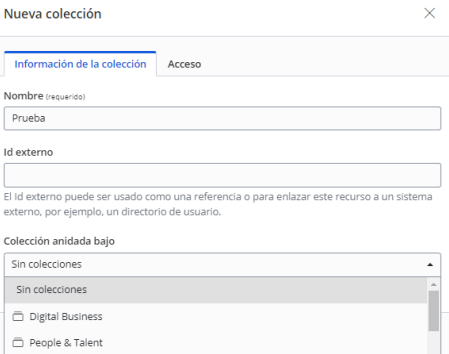 Nueva colección
Información de la colección
Acceso
Nombre (requerido)
Prueba
Id externo
El Id externo puede ser usado como una referencia o para enlazar este recurso a un sistema
externo, por ejemplo, un directorio de usuario.
Colección anidada bajo
Sin colecciones
Sin colecciones
Digital Business
People & Talent